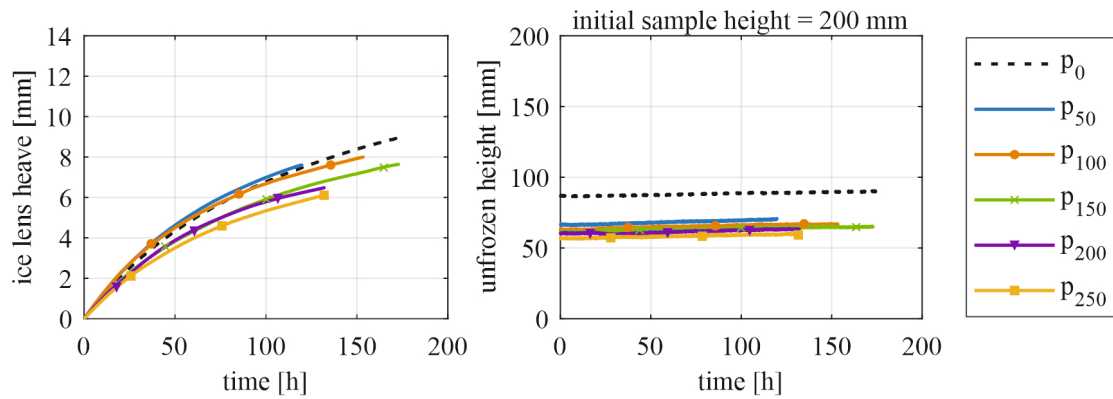 initial sample height = 200 mm
ice lens heave [mm]
14
12
10
8
6
4
2
0
0 50 100 150 200
time [h]
unfrozen height [mm]
200
150
100
50
0
0 50 100 150 200
time [h]
p0
p50
p100
p150
p200
p250